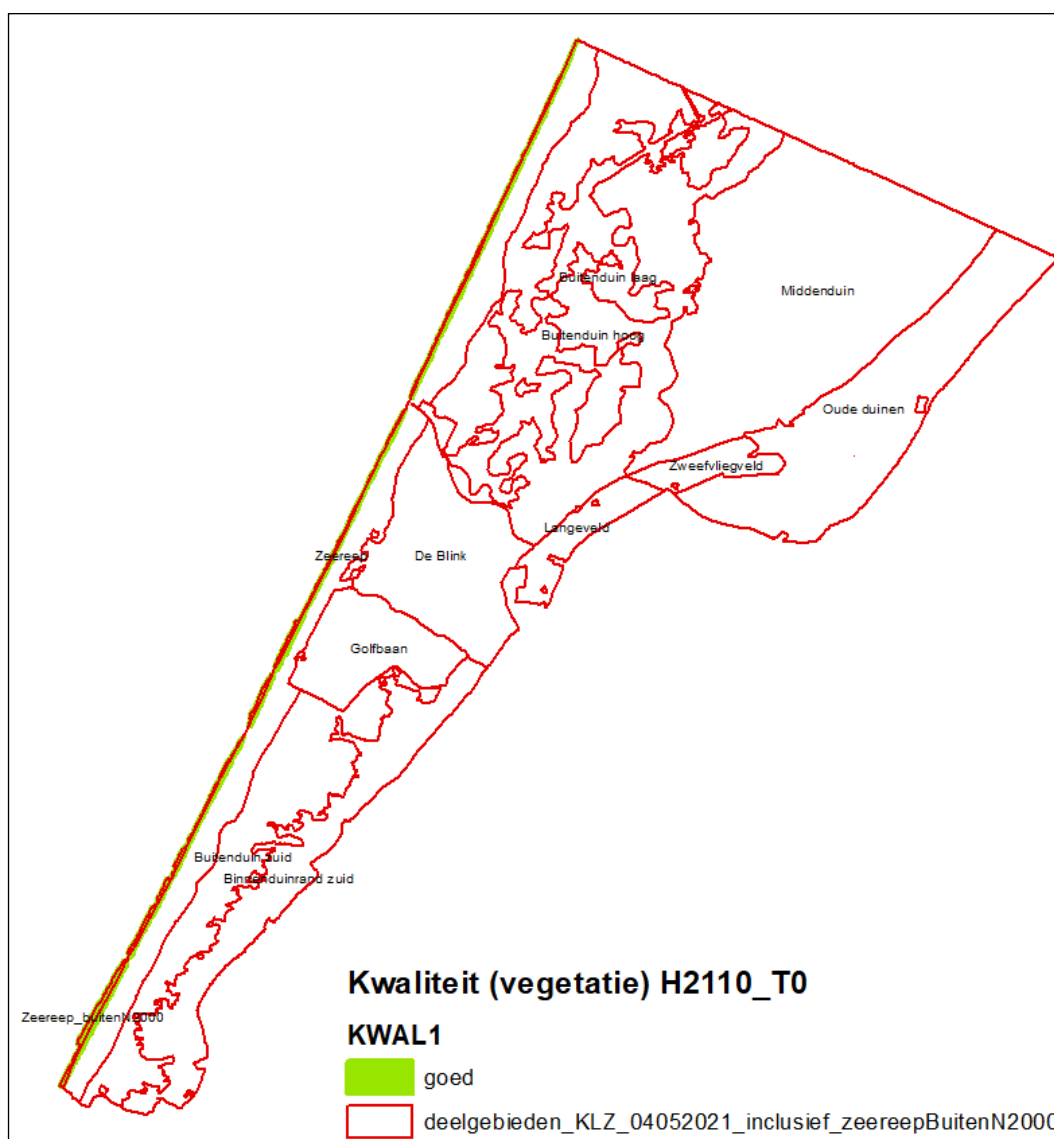 Buitenduin laag
Middenduin
Buitenduin hoog
Oude duinen
Zweefvliegveld
Langeveld
Zeereep
De Blink
Golfbaan
Buitenduin zuid
Binnenduinrand zuid
Zeereep_buitenN2000
Kwaliteit (vegetatie) H2110_T0
KWAL1
goed
deelgebieden_KLZ_04052021_inclusief_zeereepBuitenN2000